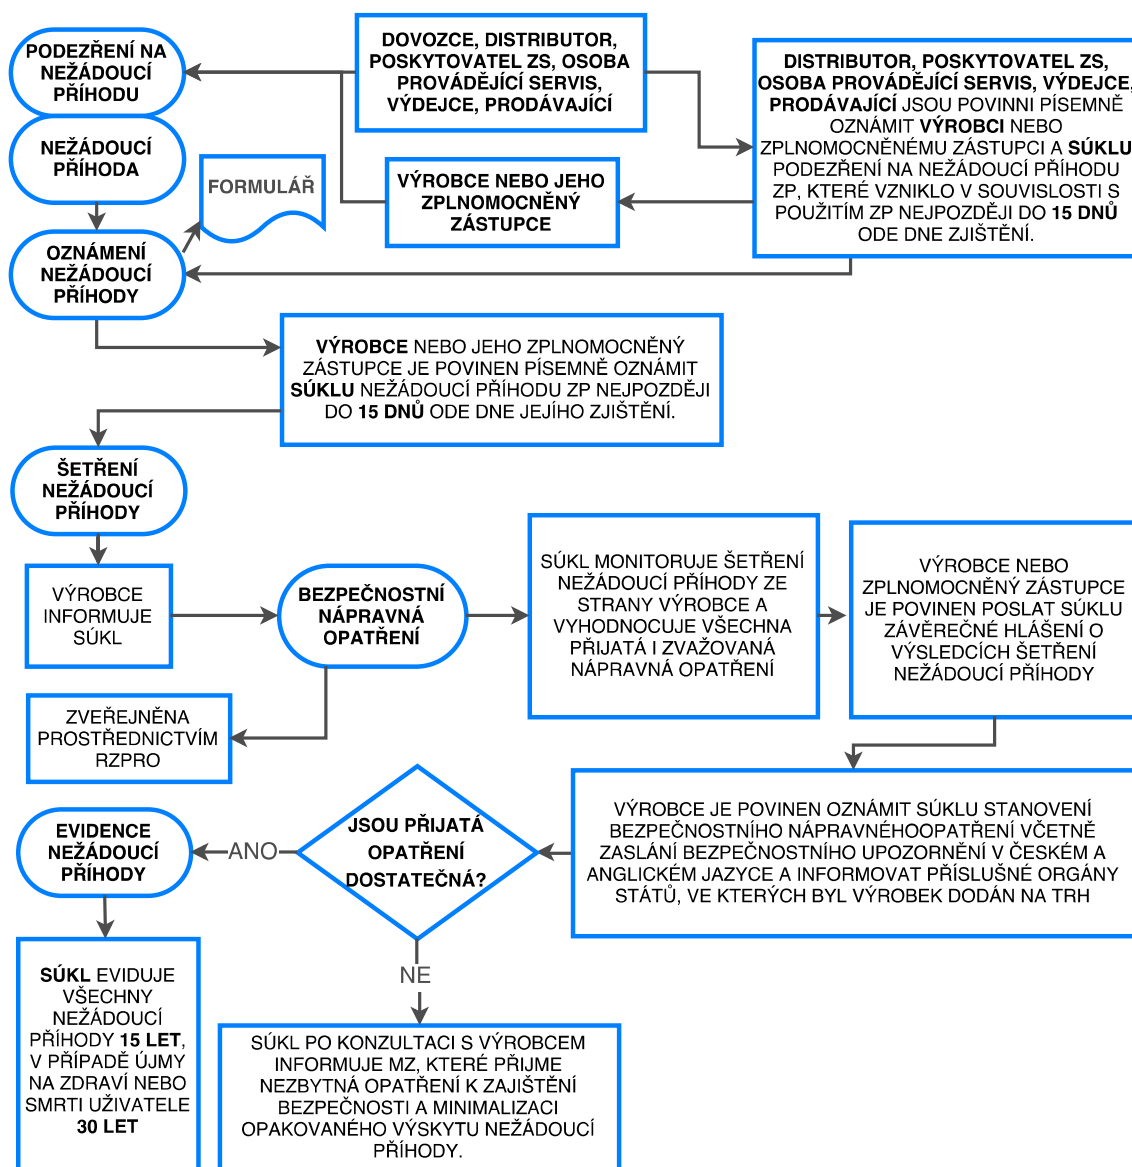 PODEZŘENÍ NA
NEŽÁDOUCÍ
PŘÍHODU
DOVOZCE, DISTRIBUTOR,
POSKYTOVATEL ZS, OSOBA
PROVÁDĚJÍCÍ SERVIS,
VÝDEJCE, PRODÁVAJÍCÍ
DISTRIBUTOR, POSKYTOVATEL ZS,
OSOBA PROVÁDĚJÍCÍ SERVIS, VÝDEJCE,
PRODÁVAJÍCÍ JSOU POVINNI PÍSEMNĚ
OZNÁMIT VÝROBCI NEBO
ZPLNOMOCNĚNÉMU ZÁSTUPCI A SÚKLU
PODEZŘENÍ NA NEŽÁDOUCÍ PŘÍHODU
ZP, KTERÉ VZNIKLO V SOUVISLOSTI S
POUŽITÍM ZP NEJPOZDĚJI DO 15 DNŮ
ODE DNE ZJIŠTĚNÍ.
NEŽÁDOUCÍ
PŘÍHODA
FORMULÁŘ
VÝROBCE NEBO JEHO
ZPLNOMOCNĚNÝ
ZÁSTUPCE
OZNÁMENÍ
NEŽÁDOUCÍ
PŘÍHODY
VÝROBCE NEBO JEHO ZPLNOMOCNĚNÝ
ZÁSTUPCE JE POVINEN PÍSEMNĚ OZNÁMIT
SÚKLU NEŽÁDOUCÍ PŘÍHODU ZP NEJPOZDĚJI
DO 15 DNŮ ODE DNE JEJÍHO ZJIŠTĚNÍ.
ŠETŘENÍ
NEŽÁDOUCÍ
PŘÍHODY
VÝROBCE
INFORMUJE
SÚKL
BEZPEČNOSTNÍ
NÁPRAVNÁ
OPATŘENÍ
SÚKL MONITORUJE ŠETŘENÍ
NEŽÁDOUCÍ PŘÍHODY ZE
STRANY VÝROBCE A
VYHODNOCUJE VŠECHNA
PŘIJATÁ I ZVAŽOVANÁ
NÁPRAVNÁ OPATŘENÍ
VÝROBCE NEBO
ZPLNOMOCNĚNÝ ZÁSTUPCE
JE POVINEN POSLAT SÚKLU
ZÁVĚREČNÉ HLÁŠENÍ O
VÝSLEDCÍCH ŠETŘENÍ
NEŽÁDOUCÍ PŘÍHODY
ZVEŘEJNĚNA
PROSTŘEDNICTVÍM
RZPRO
VÝROBCE JE POVINEN OZNÁMIT SÚKLU STANOVENÍ
BEZPEČNOSTNÍHO NÁPRAVNÉHOOPATŘENÍ VČETNĚ
ZASLÁNÍ BEZPEČNOSTNÍHO UPOZORNĚNÍ V ČESKÉM A
ANGLICKÉM JAZYCE A INFORMOVAT PŘÍSLUŠNÉ ORGÁNY
STÁTŮ, VE KTERÝCH BYL VÝROBEK DODÁN NA TRH
JSOU PŘIJATÁ
OPATŘENÍ
DOSTATEČNÁ?
ANO
EVIDENCE
NEŽÁDOUCÍ
PŘÍHODY
NE
SÚKL EVIDUJE
VŠECHNY
NEŽÁDOUCÍ
PŘÍHODY 15 LET,
V PŘÍPADĚ ÚJMY
NA ZDRAVÍ NEBO
SMRTI UŽIVATELE
30 LET
SÚKL PO KONZULTACI S VÝROBCEM
INFORMUJE MZ, KTERÉ PŘIJME
NEZBYTNÁ OPATŘENÍ K ZAJIŠTĚNÍ
BEZPEČNOSTI A MINIMALIZACI
OPAKOVANÉHO VÝSKYTU NEŽÁDOUCÍ
PŘÍHODY.